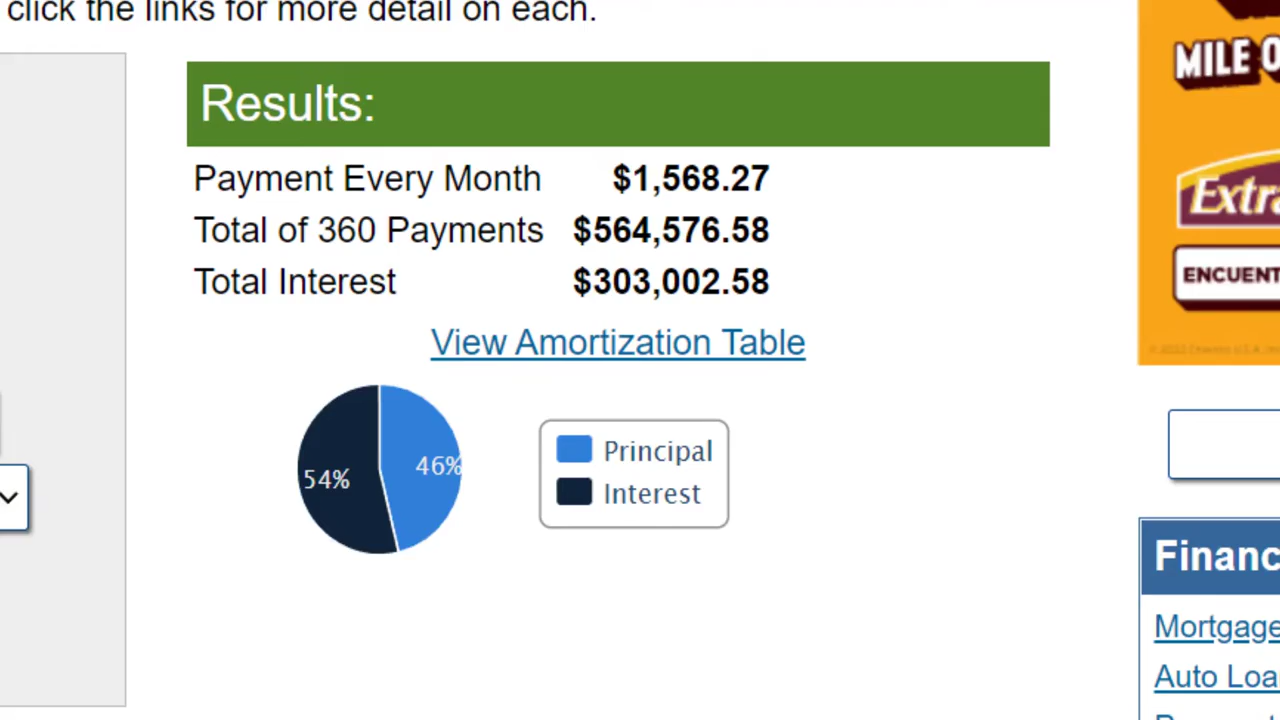 click the links for more detail on each.
Results:
Payment Every Month $1,568.27
Total of 360 Payments $564,576.58
Total Interest $303,002.58
View Amortization Table
54%
46%
Principal
Interest
MILE
ENCUENT
Financ
Mortgage
Auto Loa